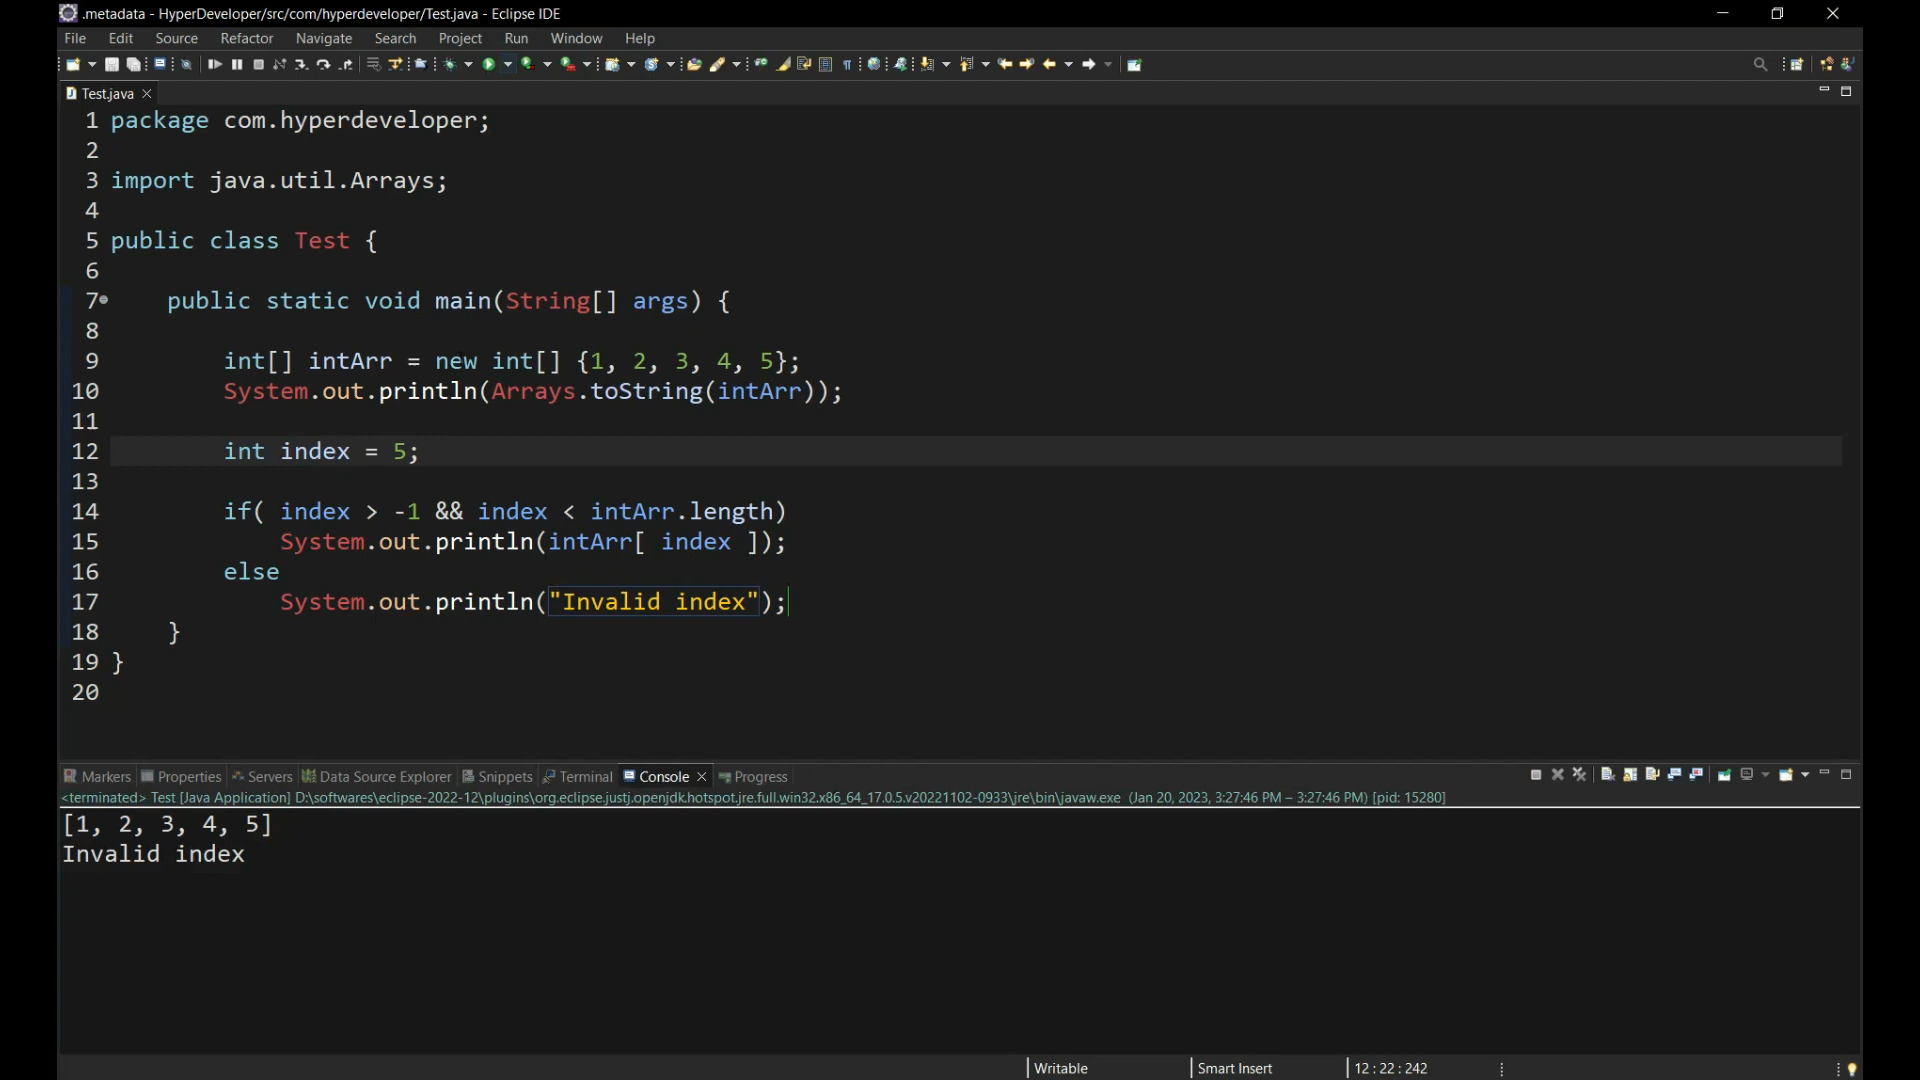 .metadata - HyperDeveloper/src/com/hyperdeveloper/Test.java - Eclipse IDE
File Edit Source Refactor Navigate Search Project Run Window Help
Test.java
1 package com.hyperdeveloper;
2
3 import java.util.Arrays;
4
5 public class Test {
6
7 public static void main(String[] args) {
8
9 int[] intArr = new int[] {1, 2, 3, 4, 5};
10 System.out.println(Arrays.toString(intArr));
11
12 int index = 5;
13
14 if( index > -1 && index < intArr.length)
15 System.out.println(intArr[ index ]);
16 else
17 System.out.println("Invalid index");
18 }
19 }
20
Markers Properties Servers Data Source Explorer Snippets Terminal Console Progress
<terminated> Test [Java Application] D:\softwares\eclipse-2022-12\plugins\org.eclipse.justj.openjdk.hotspot.jre.full.win32.x86_64_17.0.5.v20221102-0933\jre\bin\javaw.exe (Jan 20, 2023, 3:27:46 PM – 3:27:46 PM) [pid: 15280]
[1, 2, 3, 4, 5]
Invalid index
Writable Smart Insert 12 : 22 : 242